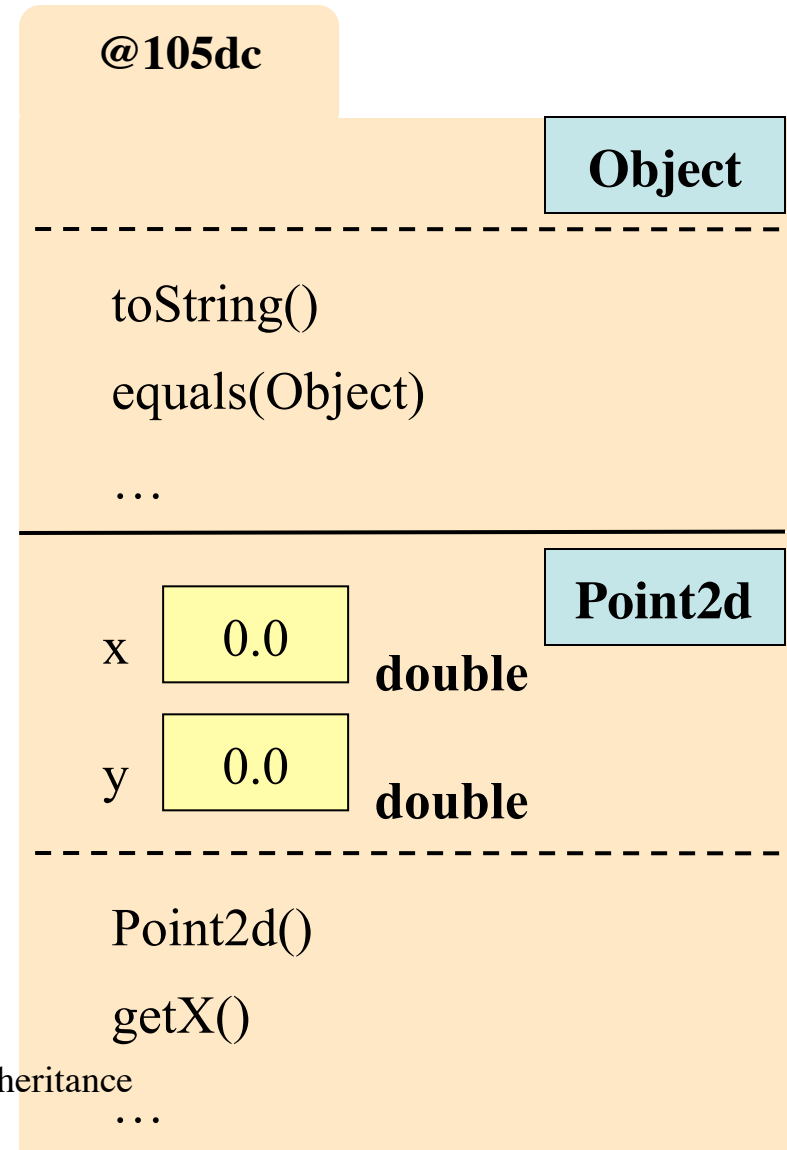 @105dc
Object
toString()
equals(Object)
…
Point2d
x 0.0 double
y 0.0 double
Point2d()
getX()
heritance
…